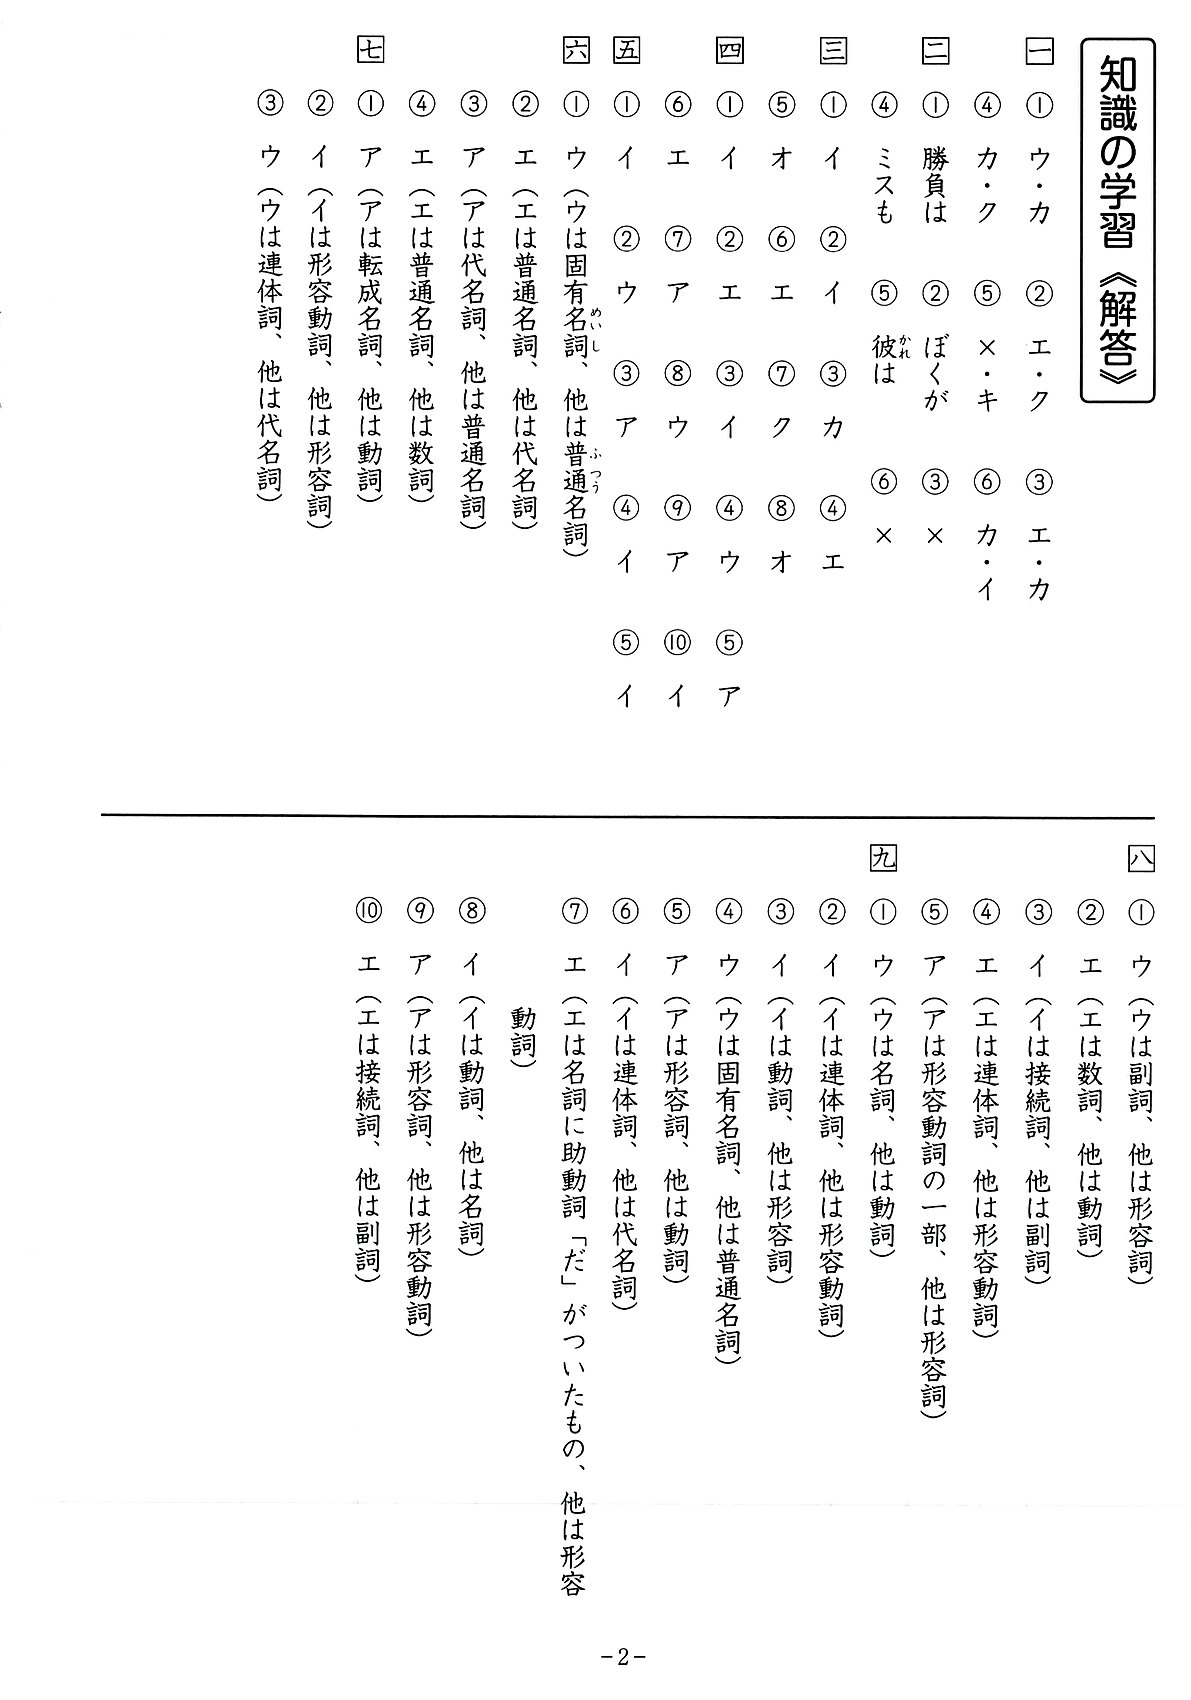 知識の学習《解答》
一 ① ウ・カ ② エ・ク ③ エ・カ
④ カ・ク ⑤ ×・キ ⑥ カ・イ
二 ① 勝負は ② ぼくが ③ ×
④ ミスも ⑤ 彼は ⑥ ×
かれ
三 ① イ ② イ ③ カ ④ エ
⑤ オ ⑥ エ ⑦ ク ⑧ オ
四 ① イ ② エ ③ イ ④ ウ ⑤ ア
⑥ エ ⑦ ア ⑧ ウ ⑨ ア ⑩ イ
五 ① イ ② ウ ③ ア ④ イ ⑤ イ
六 ① ウ（ウは固有名詞、他は普通名詞）
めいし ふつう
② エ（エは普通名詞、他は代名詞）
③ ア（アは代名詞、他は普通名詞）
④ エ（エは普通名詞、他は数詞）
七 ① ア（アは転成名詞、他は動詞）
② イ（イは形容動詞、他は形容詞）
③ ウ（ウは連体詞、他は代名詞）
八 ① ウ（ウは副詞、他は形容詞）
② エ（エは数詞、他は動詞）
③ イ（イは接続詞、他は副詞）
④ エ（エは連体詞、他は形容動詞）
⑤ ア（アは形容動詞の一部、他は形容詞）
九 ① ウ（ウは名詞、他は動詞）
② イ（イは連体詞、他は形容動詞）
③ イ（イは動詞、他は形容詞）
④ ウ（ウは固有名詞、他は普通名詞）
⑤ ア（アは形容詞、他は動詞）
⑥ イ（イは連体詞、他は代名詞）
⑦ エ（エは名詞に助動詞「だ」がついたもの、他は形容
動詞）
⑧ イ（イは動詞、他は名詞）
⑨ ア（アは形容詞、他は形容動詞）
⑩ エ（エは接続詞、他は副詞）
-2-